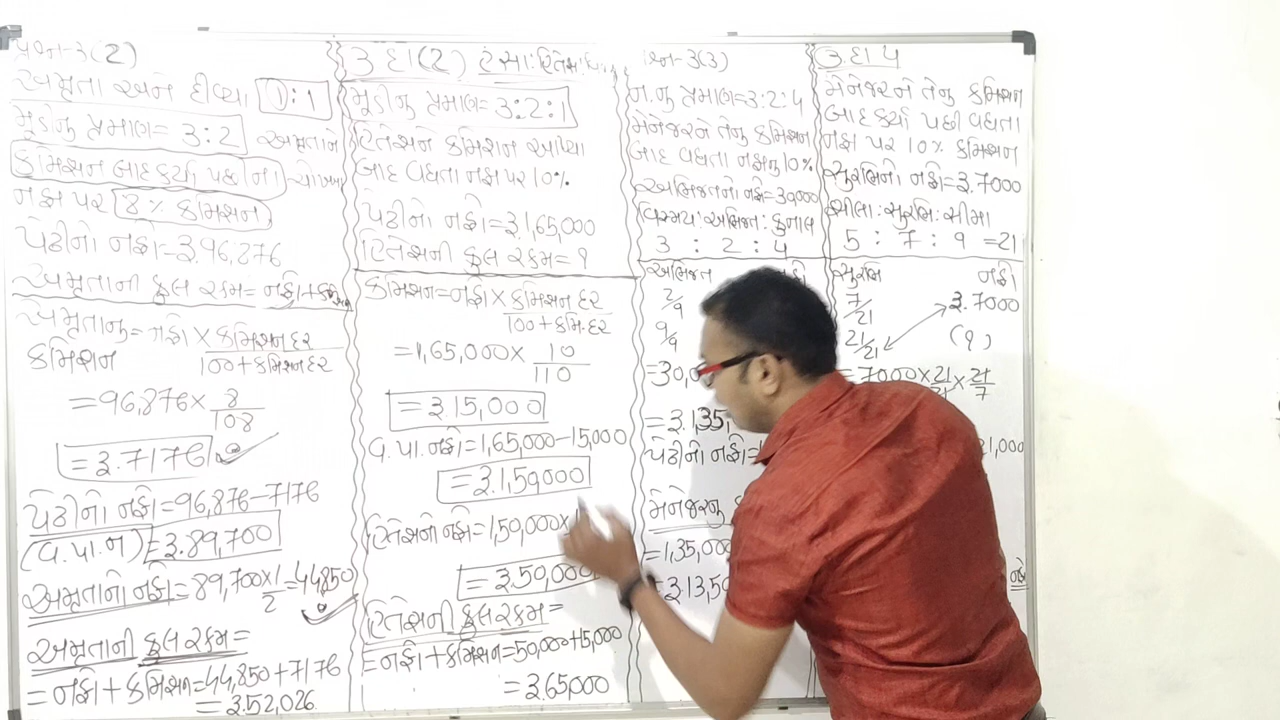 પ્રશ્ન-3(2)
અમૃતા અને દીવ્યા 1:1
મૂડીનુ પ્રમાણ= 3:2 અમૃતાને
કમિશન બાદ કર્યા પછીના ચોખ્ખા
નફા પર 8% કમિશન
પેઢીનો નફો=રૂ.96,276
અમૃતાની કુલ રકમ= નફો+કમિશન
અમૃતાનુ= નફો × કમિશન દર
કમિશન 100+કમિશન દર
=96,876× 8
108
=રૂ.7176
પેઢીનો નફો=96,876-7176
(વ.પા.ન) =રૂ.89,700
અમૃતાનો નફો=89,700×1/2=44,850
અમૃતાની કુલ રકમ=
=નફો+કમિશન=44,850+7176
=રૂ.52,026
ઉદા(2) ટંસા:રિતેશ:
મૂડીનુ પ્રમાણ=3:2:1
રિતેશને કમિશન આપ્યા
બાદ વધતા નફા પર 10%
પેઢીનો નફો=રૂ.1,65,000
રિતેશની કુલ રકમ=?
કમિશન=નફો× કમિશન દર
100+કમિ.દર
=1,65,000× 10
110
=રૂ.15,000
વ.પા.નફો=1,65,000-15,000
=રૂ.1,50,000
રિતેશનો નફો=1,50,000×
=રૂ.50,000
રિતેશની કુલ રકમ=
=નફો+કમિશન=50,000+15,000
=રૂ.65,000
પ્રશ્ન-3(3)
ન.નુ પ્રમાણ=3:2:4
મેનેજરને તેનુ કમિશન
બાદ વધતા નફાનુ 10%
અભિજીતનો નફો=30,000
વિસ્મય:અભિજીત:કુનાલ
3 : 2 : 4
અભિજીત
2/9
9/9
=30,0
=રૂ.1,35,
પેઢીનો નફો=1
મેનેજરનુ
=1,35,000
=રૂ.13,50
ઉદા 5
મેનેજરને તેનુ કમિશન
બાદ કર્યા પછી વધતા
નફા પર 10% કમિશન
સુરભિનો નફો=રૂ.7000
શીલા:સુરભિ:સીમા
5 : 7 : 9 =21
સુરભિ નફો
7/21 રૂ.7000
21/21 (?)
=7000×21/21×21/7
21,000